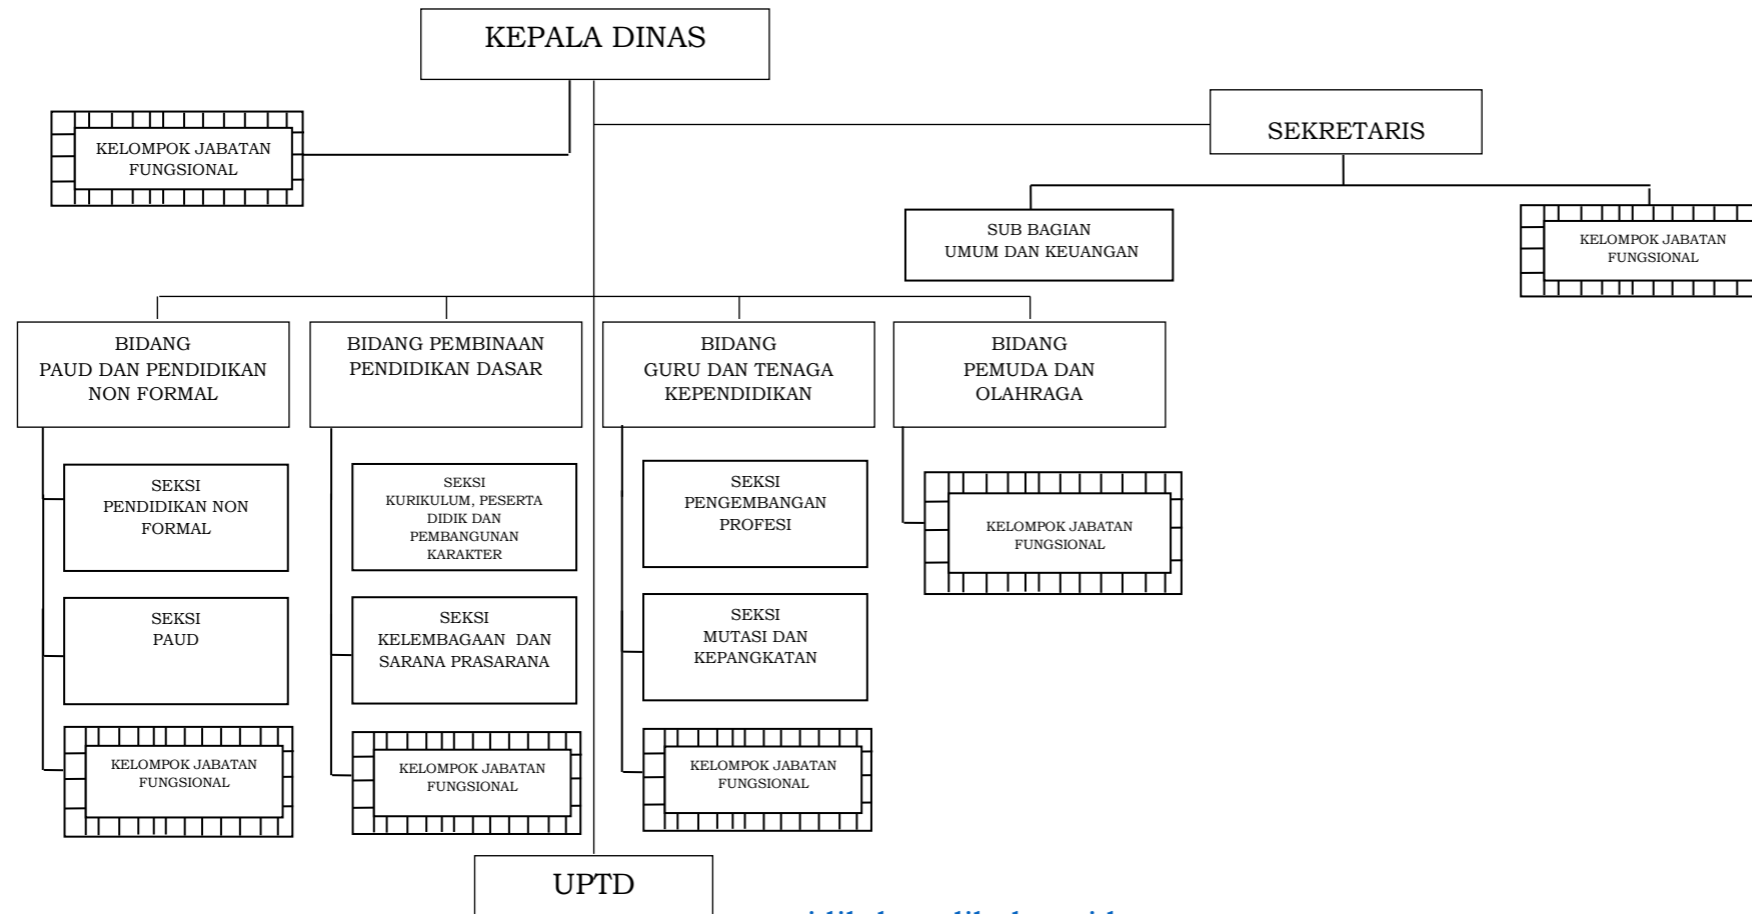 KEPALA DINAS
SEKRETARIS
KELOMPOK JABATAN
FUNGSIONAL
SUB BAGIAN
UMUM DAN KEUANGAN
KELOMPOK JABATAN
FUNGSIONAL
BIDANG
PAUD DAN PENDIDIKAN
NON FORMAL
BIDANG PEMBINAAN
PENDIDIKAN DASAR
BIDANG
GURU DAN TENAGA
KEPENDIDIKAN
BIDANG
PEMUDA DAN
OLAHRAGA
SEKSI
PENDIDIKAN NON
FORMAL
SEKSI
KURIKULUM, PESERTA
DIDIK DAN
PEMBANGUNAN
KARAKTER
SEKSI
PENGEMBANGAN
PROFESI
KELOMPOK JABATAN
FUNGSIONAL
SEKSI
PAUD
SEKSI
KELEMBAGAAN DAN
SARANA PRASARANA
SEKSI
MUTASI DAN
KEPANGKATAN
KELOMPOK JABATAN
FUNGSIONAL
KELOMPOK JABATAN
FUNGSIONAL
KELOMPOK JABATAN
FUNGSIONAL
UPTD